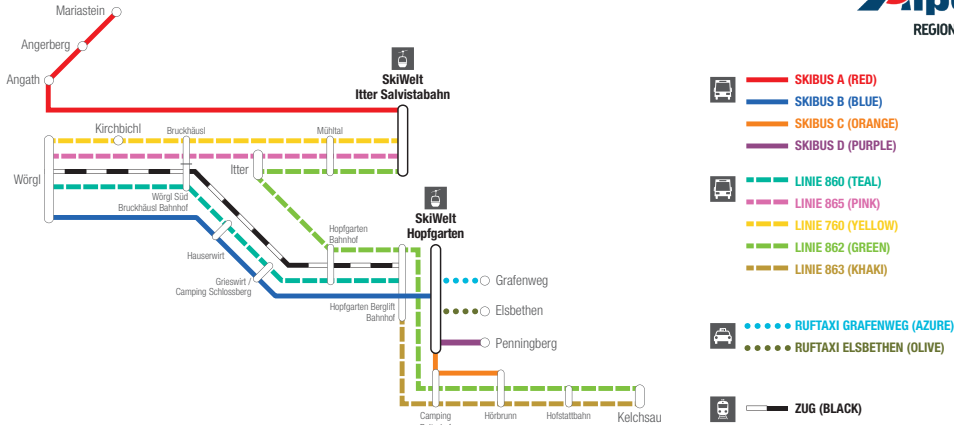 Mariastein
Angerberg
Angath
SkiWelt
Itter Salvistabahn
Kirchbichl
Bruckhäusl
Mühltal
Itter
Wörgl
Wörgl Süd
Bruckhäusl Bahnhof
Hauserwirt
Grieswirt /
Camping Schlossberg
Hopfgarten
Bahnhof
SkiWelt
Hopfgarten
Hopfgarten Berglift
Bahnhof
Grafenweg
Elsbethen
Penningberg
Camping
Hörbrunn
Hofstattbahn
Kelchsau
REGION
SKIBUS A (RED)
SKIBUS B (BLUE)
SKIBUS C (ORANGE)
SKIBUS D (PURPLE)
LINIE 860 (TEAL)
LINIE 865 (PINK)
LINIE 760 (YELLOW)
LINIE 862 (GREEN)
LINIE 863 (KHAKI)
RUFTAXI GRAFENWEG (AZURE)
RUFTAXI ELSBETHEN (OLIVE)
ZUG (BLACK)